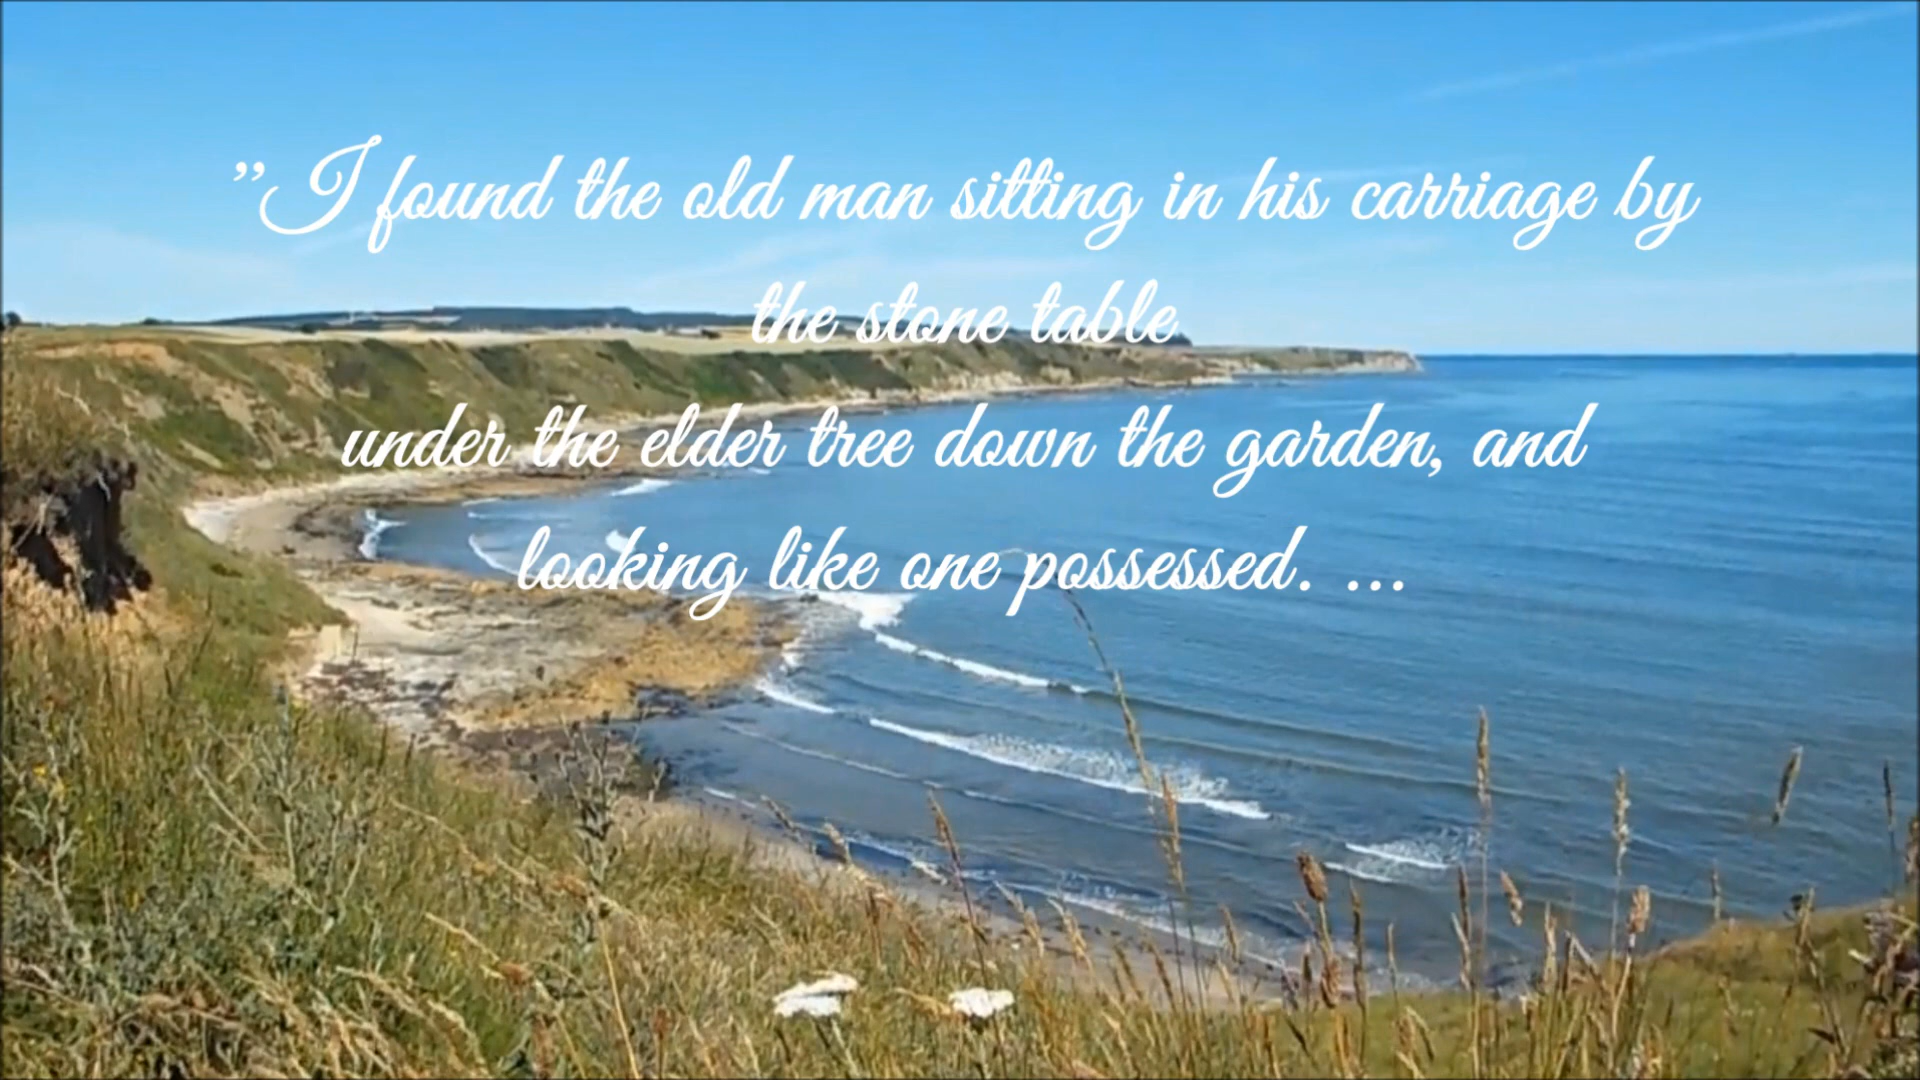 "I found the old man sitting in his carriage by
the stone table
under the elder tree down the garden, and
looking like one possessed. ...